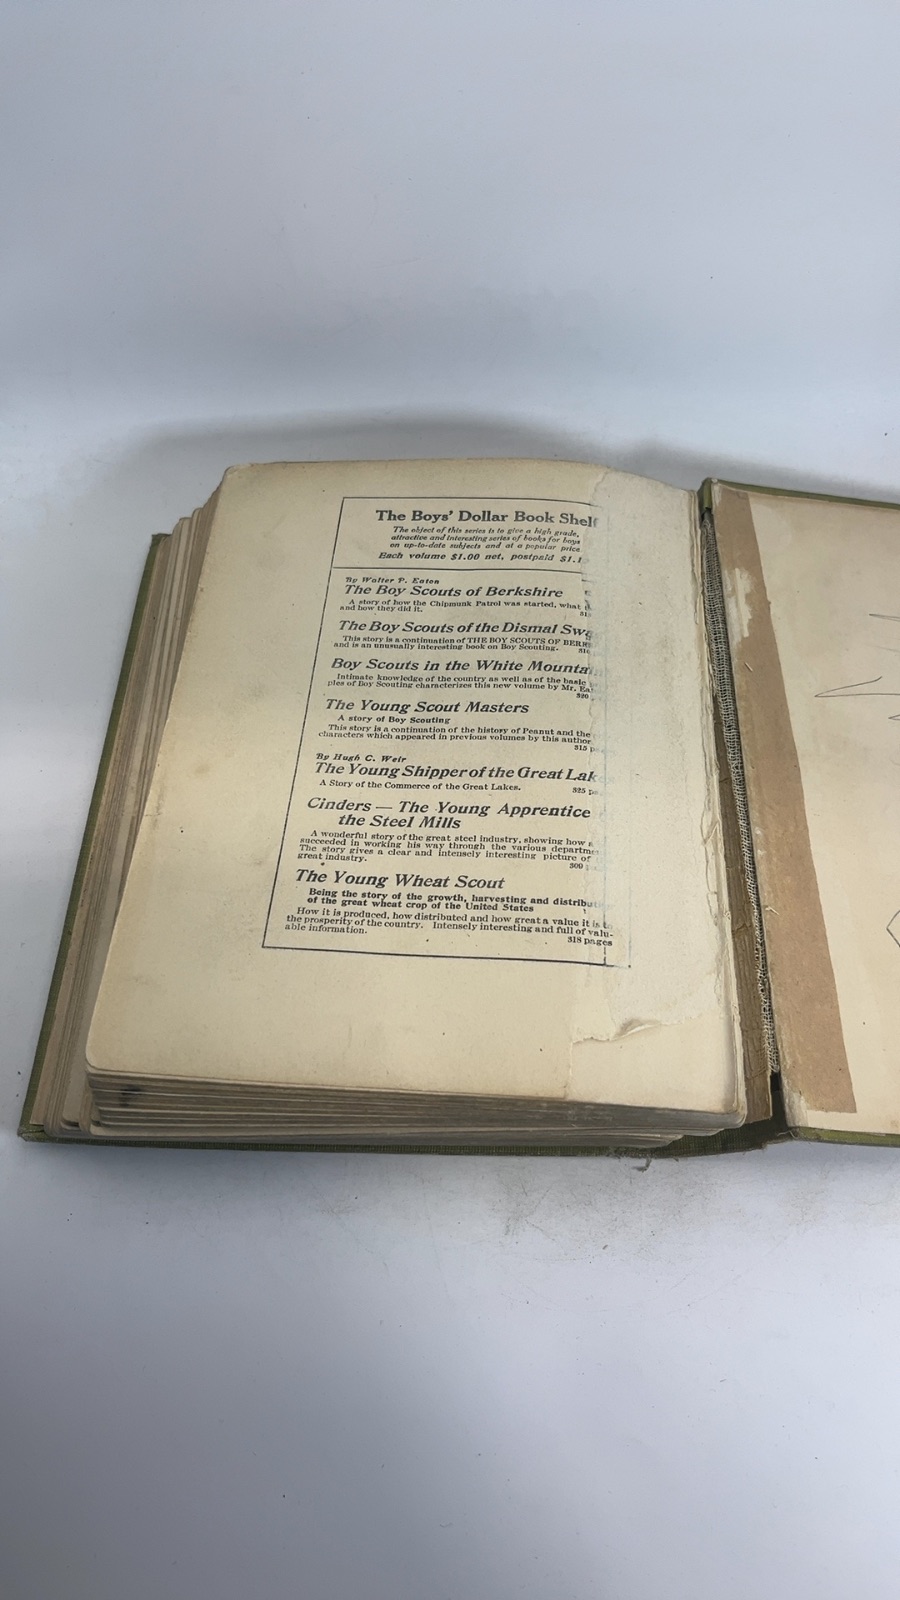 The Boys' Dollar Book Shelf
The object of this series is to give a high grade,
attractive and interesting series of books for boys
on up-to-date subjects and at a popular price
Each volume $1.00 net, postpaid $1.1
By Walter P. Eaton
The Boy Scouts of Berkshire
A story of how the Chipmunk Patrol was started, what
and how they did it.
The Boy Scouts of the Dismal Swa
This story is a continuation of THE BOY SCOUTS OF BERK
and is an unusually interesting book on Boy Scouting.
Boy Scouts in the White Mounta
Intimate knowledge of the country as well as of the basic
ples of Boy Scouting characterizes this new volume by Mr. Ea
320
The Young Scout Masters
A story of Boy Scouting
This story is a continuation of the history of Peanut and the
characters which appeared in previous volumes by this author
315 p
By Hugh C. Weir
The Young Shipper of the Great Lak
A Story of the Commerce of the Great Lakes.
325 pa
Cinders — The Young Apprentice
the Steel Mills
A wonderful story of the great steel industry, showing how a
succeeded in working his way through the various departme
The story gives a clear and intensely interesting picture of
great industry.
300
The Young Wheat Scout
Being the story of the growth, harvesting and distribu
of the great wheat crop of the United States
How it is produced, how distributed and how great a value it is to
the prosperity of the country. Intensely interesting and full of valu-
able information.
318 pages